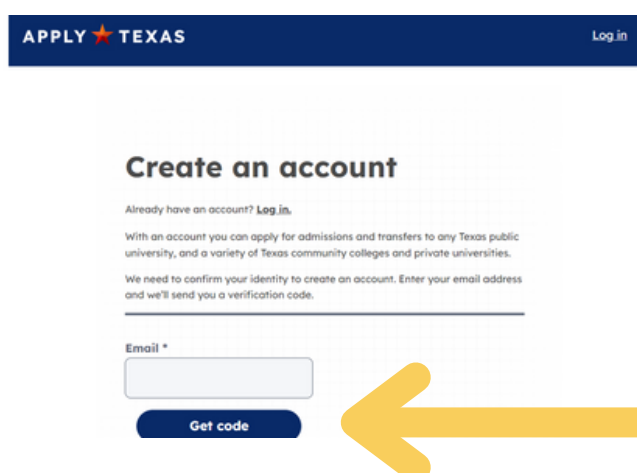 APPLY TEXAS
Log in
Create an account
Already have an account? Log in.
With an account you can apply for admissions and transfers to any Texas public
university, and a variety of Texas community colleges and private universities.
We need to confirm your identity to create an account. Enter your email address
and we'll send you a verification code.
Email *
Get code